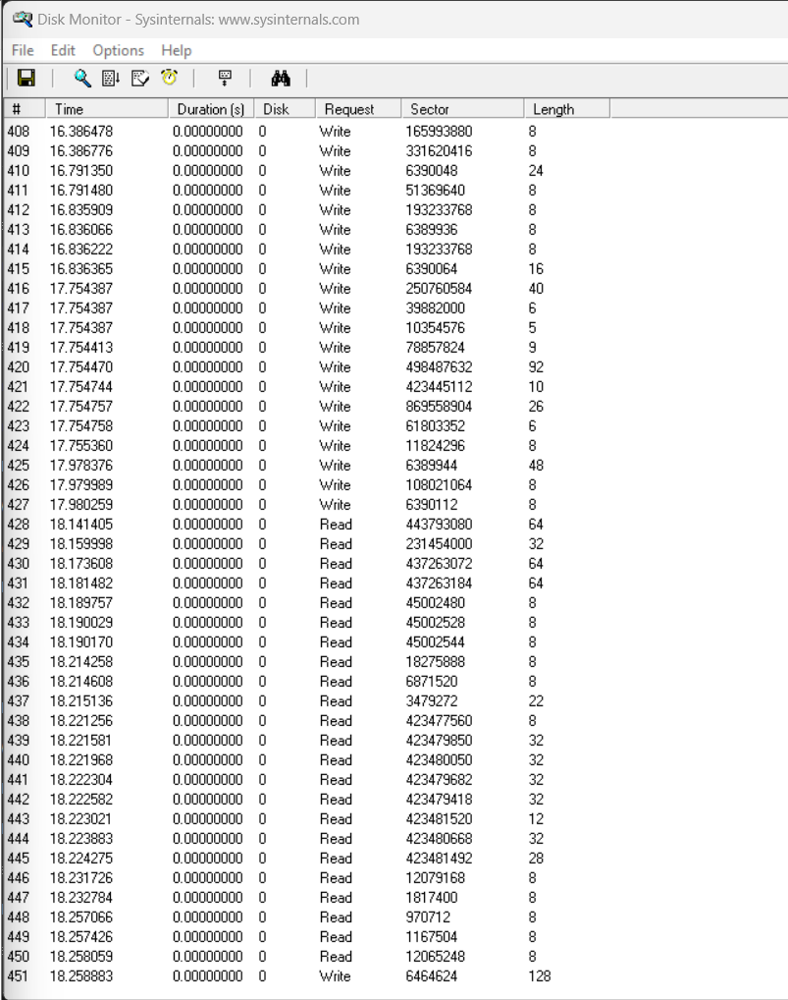 Disk Monitor - Sysinternals: www.sysinternals.com
File Edit Options Help
# Time Duration (s) Disk Request Sector Length
408 16.386478 0.00000000 0 Write 165993880 8
409 16.386776 0.00000000 0 Write 331620416 8
410 16.791350 0.00000000 0 Write 6390048 24
411 16.791480 0.00000000 0 Write 51369640 8
412 16.835909 0.00000000 0 Write 193233768 8
413 16.836066 0.00000000 0 Write 6389936 8
414 16.836222 0.00000000 0 Write 193233768 8
415 16.836365 0.00000000 0 Write 6390064 16
416 17.754387 0.00000000 0 Write 250760584 40
417 17.754387 0.00000000 0 Write 39882000 6
418 17.754387 0.00000000 0 Write 10354576 5
419 17.754413 0.00000000 0 Write 78857824 9
420 17.754470 0.00000000 0 Write 498487632 92
421 17.754744 0.00000000 0 Write 423445112 10
422 17.754757 0.00000000 0 Write 869558904 26
423 17.754758 0.00000000 0 Write 61803352 6
424 17.755360 0.00000000 0 Write 11824296 8
425 17.978376 0.00000000 0 Write 6389944 48
426 17.979989 0.00000000 0 Write 108021064 8
427 17.980259 0.00000000 0 Write 6390112 8
428 18.141405 0.00000000 0 Read 443793080 64
429 18.159998 0.00000000 0 Read 231454000 32
430 18.173608 0.00000000 0 Read 437263072 64
431 18.181482 0.00000000 0 Read 437263184 64
432 18.189757 0.00000000 0 Read 45002480 8
433 18.190029 0.00000000 0 Read 45002528 8
434 18.190170 0.00000000 0 Read 45002544 8
435 18.214258 0.00000000 0 Read 18275888 8
436 18.214608 0.00000000 0 Read 6871520 8
437 18.215136 0.00000000 0 Read 3479272 22
438 18.221256 0.00000000 0 Read 423477560 8
439 18.221581 0.00000000 0 Read 423479850 32
440 18.221968 0.00000000 0 Read 423480050 32
441 18.222304 0.00000000 0 Read 423479682 32
442 18.222582 0.00000000 0 Read 423479418 32
443 18.223021 0.00000000 0 Read 423481520 12
444 18.223883 0.00000000 0 Read 423480668 32
445 18.224275 0.00000000 0 Read 423481492 28
446 18.231726 0.00000000 0 Read 12079168 8
447 18.232784 0.00000000 0 Read 1817400 8
448 18.257066 0.00000000 0 Read 970712 8
449 18.257426 0.00000000 0 Read 1167504 8
450 18.258059 0.00000000 0 Read 12065248 8
451 18.258883 0.00000000 0 Write 6464624 128